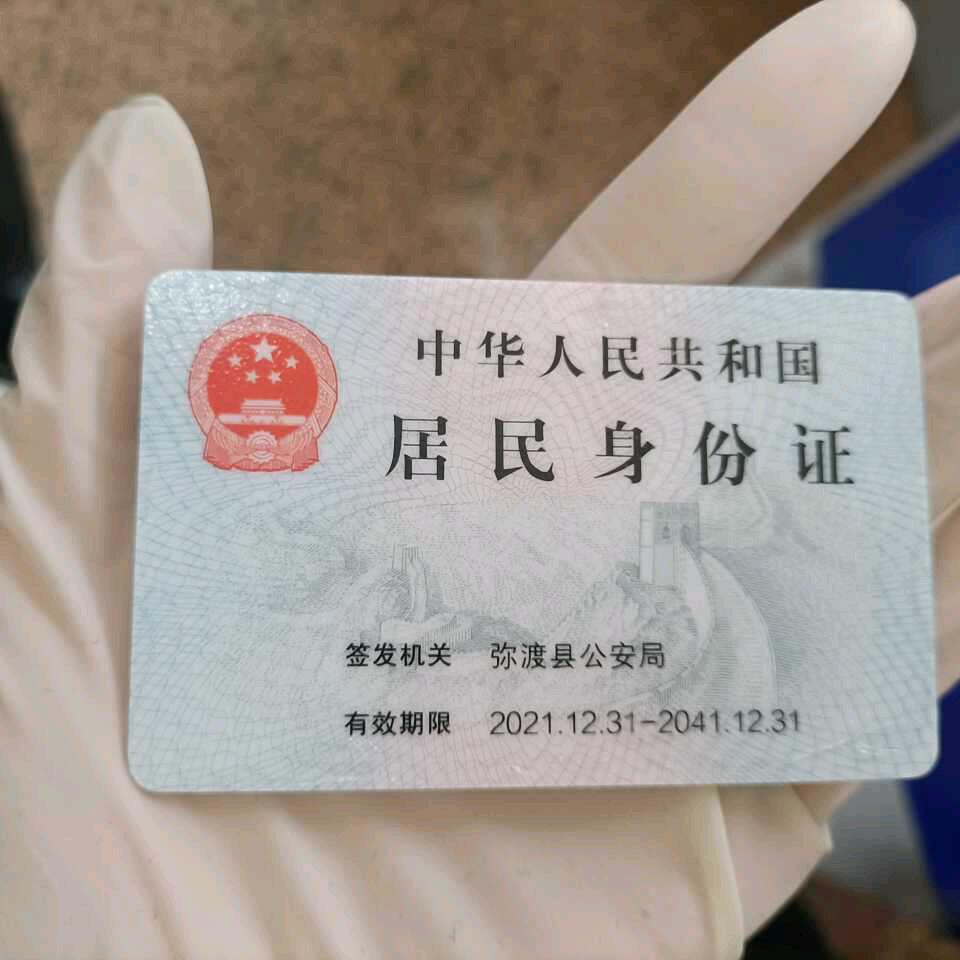 中华人民共和国
居民身份证
签发机关 弥渡县公安局
有效期限 2021.12.31-2041.12.31